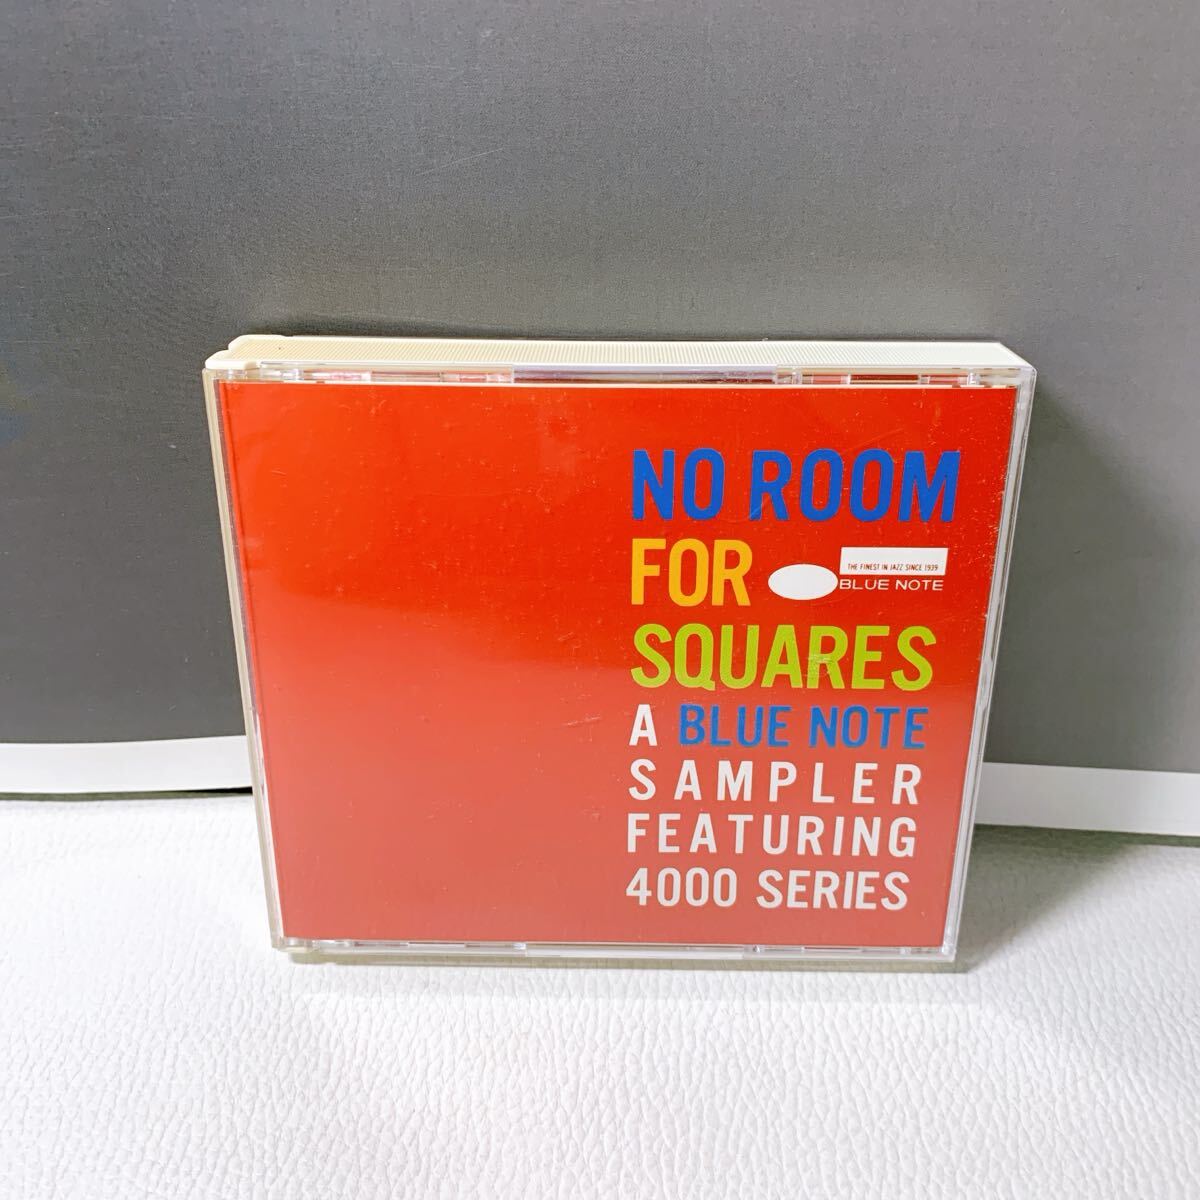 NO ROOM
FOR
THE FINEST IN JAZZ SINCE 1939
BLUE NOTE
SQUARES
A BLUE NOTE
SAMPLER
FEATURING
4000 SERIES